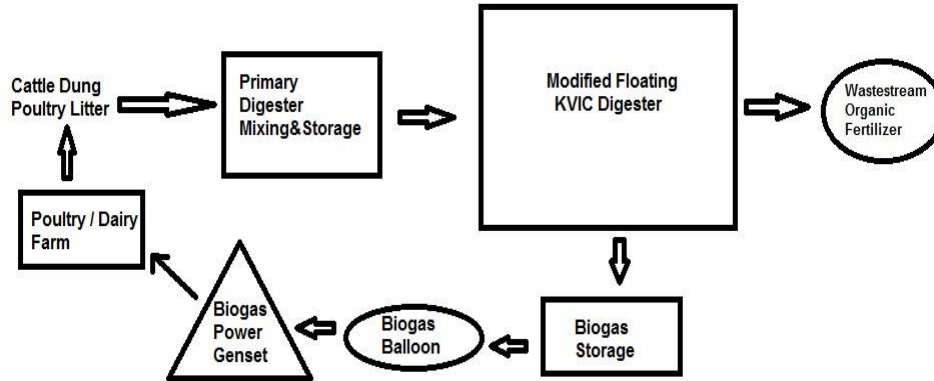 Cattle Dung
Poultry Litter
Primary
Digester
Mixing&Storage
Modified Floating
KVIC Digester
Wastestream
Organic
Fertilizer
Poultry / Dairy
Farm
Biogas
Power
Genset
Biogas
Balloon
Biogas
Storage